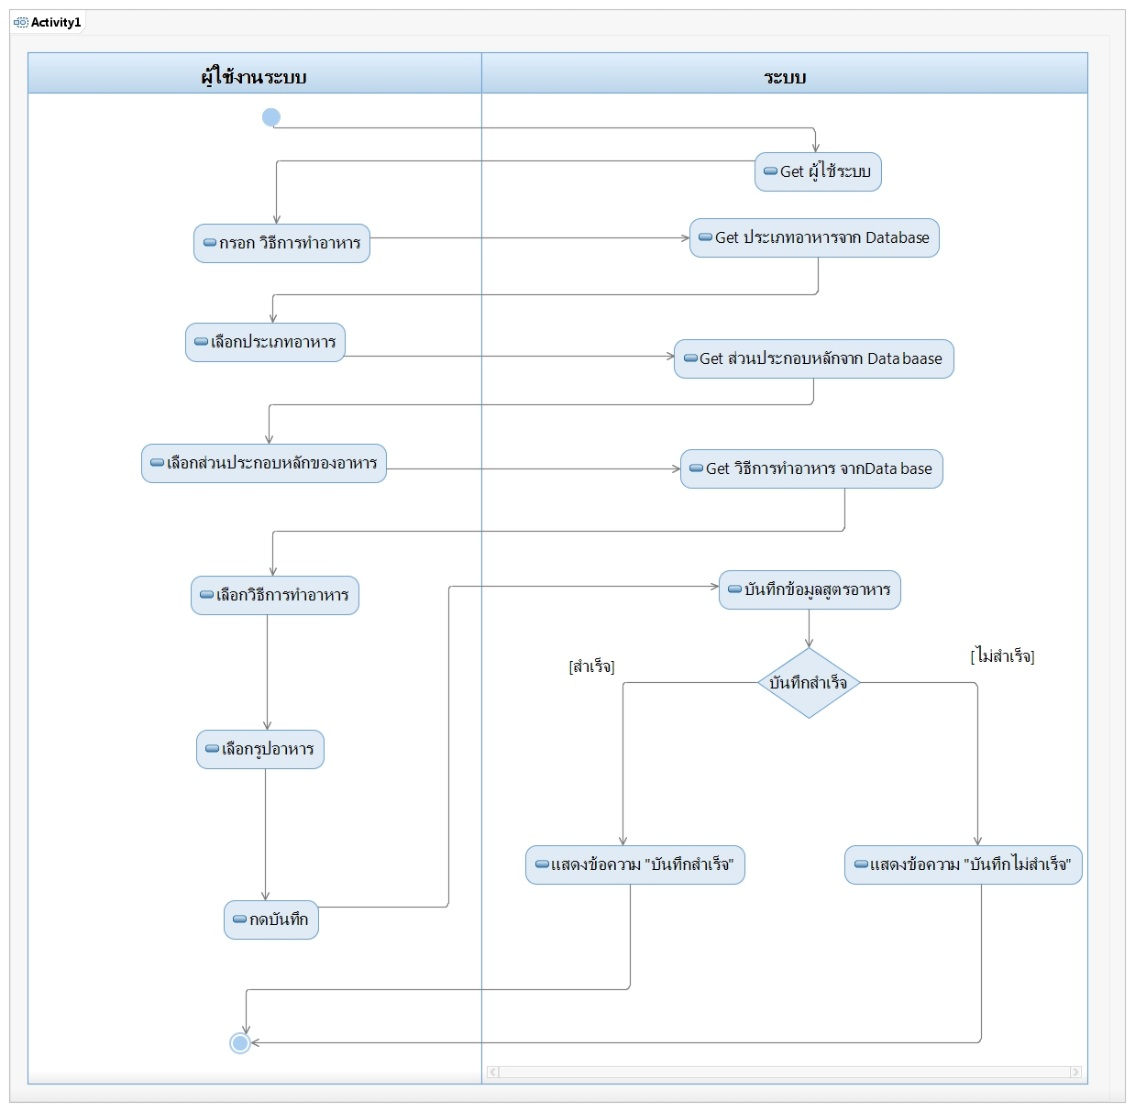 Activity1
ผู้ใช้งานระบบ
ระบบ
Get ผู้ใช้ระบบ
กรอก วิธีการทำอาหาร
Get ประเภทอาหารจาก Database
เลือกประเภทอาหาร
Get ส่วนประกอบหลักจาก Databaase
เลือกส่วนประกอบหลักของอาหาร
Get วิธีการทำอาหาร จากDatabase
เลือกวิธีการทำอาหาร
บันทึกข้อมูลสูตรอาหาร
[สำเร็จ]
[ไม่สำเร็จ]
บันทึกสำเร็จ
เลือกรูปอาหาร
แสดงข้อความ "บันทึกสำเร็จ"
แสดงข้อความ "บันทึกไม่สำเร็จ"
กดบันทึก